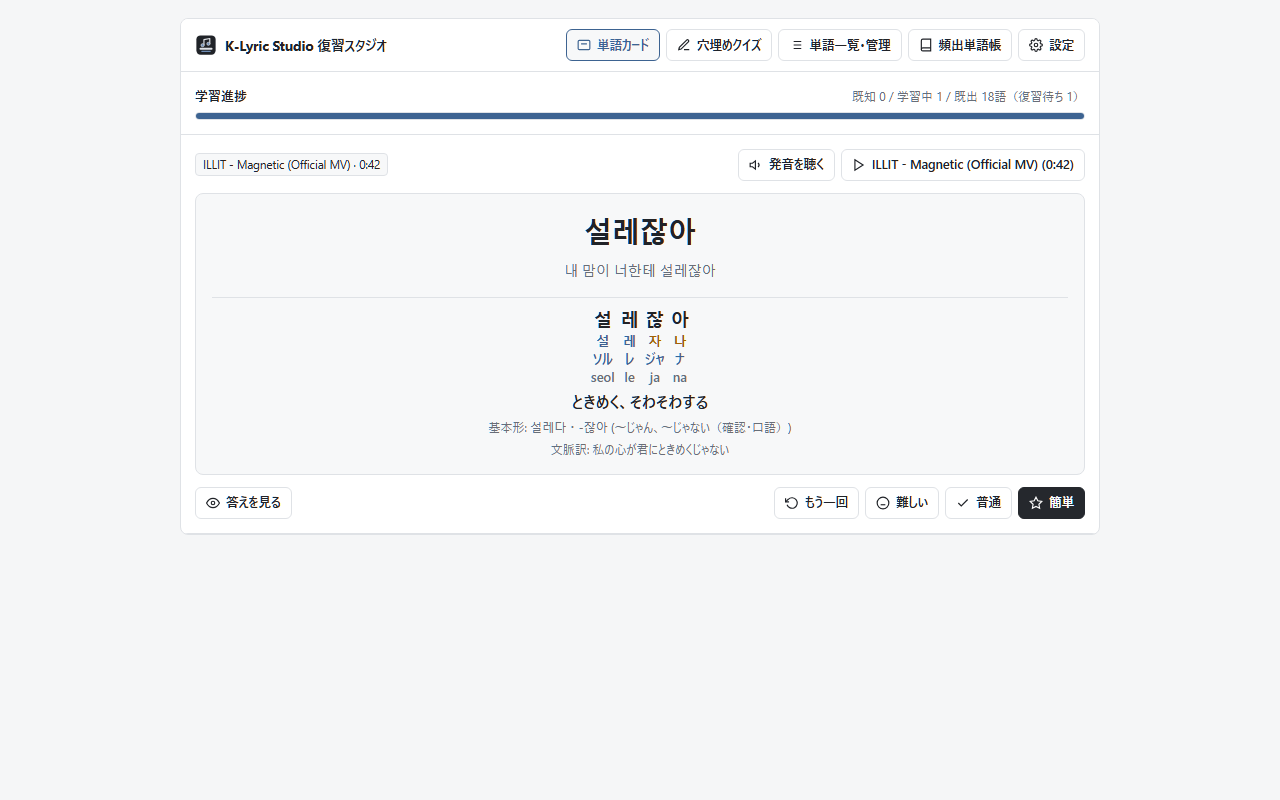 K-Lyric Studio 復習スタジオ
単語カード 穴埋めクイズ 単語一覧・管理 頻出単語帳 設定
学習進捗 既知 0 / 学習中 1 / 既出 18語（復習待ち 1）
ILLIT - Magnetic (Official MV) · 0:42 発音を聴く ILLIT - Magnetic (Official MV) (0:42)
설레잖아
내 맘이 너한테 설레잖아
설 레 잖 아
설 레 자 나
ソル レ ジャ ナ
seol le ja na
ときめく、そわそわする
基本形: 설레다 · -잖아 (〜じゃん、〜じゃない（確認・口語）)
文脈訳: 私の心が君にときめくじゃない
答えを見る もう一回 難しい 普通 簡単